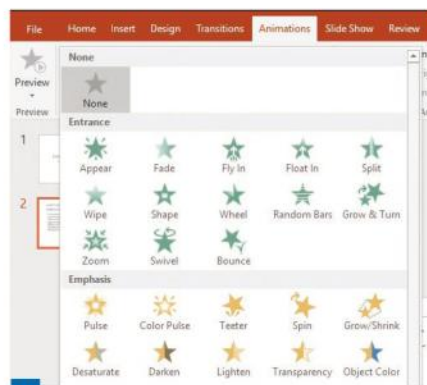 File Home Insert Design Transitions Animations Slide Show Review
Preview
Preview
None
None
Entrance
Appear Fade Fly In Float In Split
Wipe Shape Wheel Random Bars Grow & Turn
Zoom Swivel Bounce
Emphasis
Pulse Color Pulse Teeter Spin Grow/Shrink
Desaturate Darken Lighten Transparency Object Color
1
2